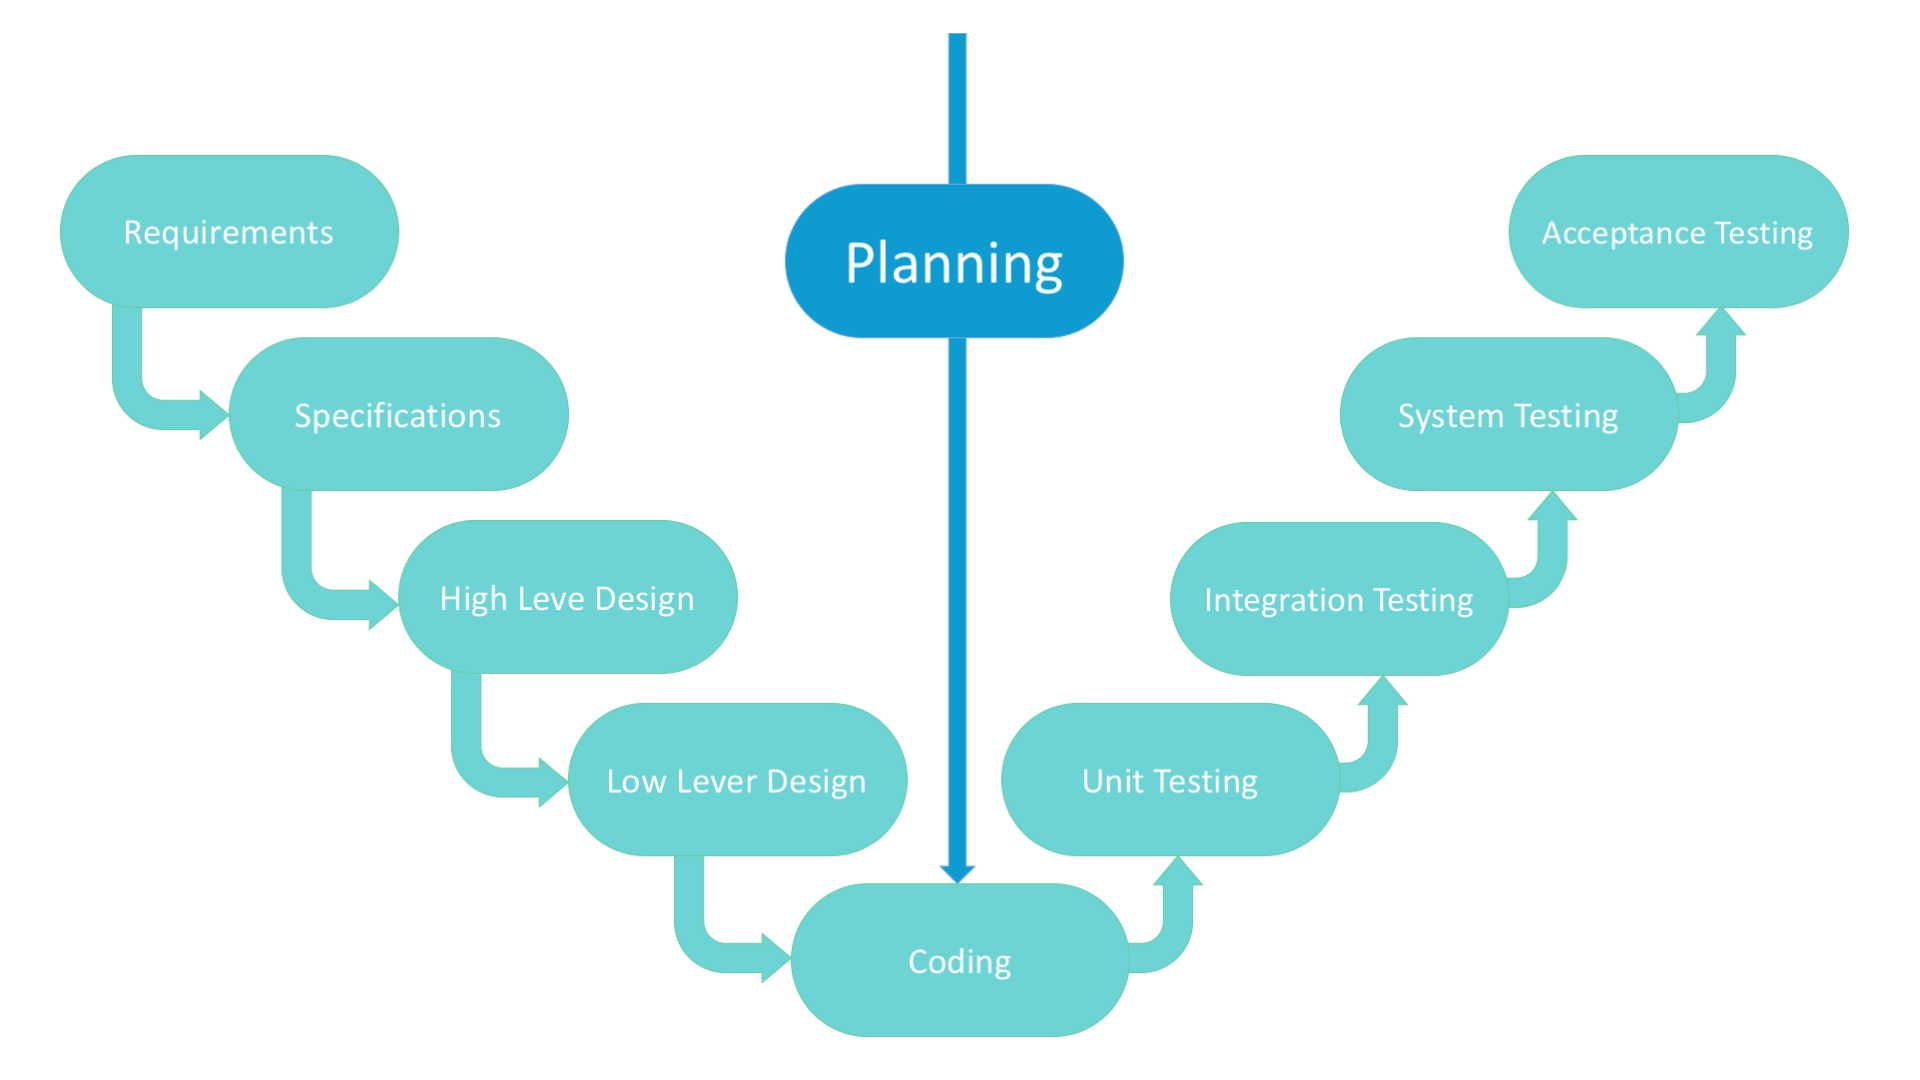 Requirements
Planning
Acceptance Testing
Specifications
System Testing
High Leve Design
Integration Testing
Low Lever Design
Unit Testing
Coding